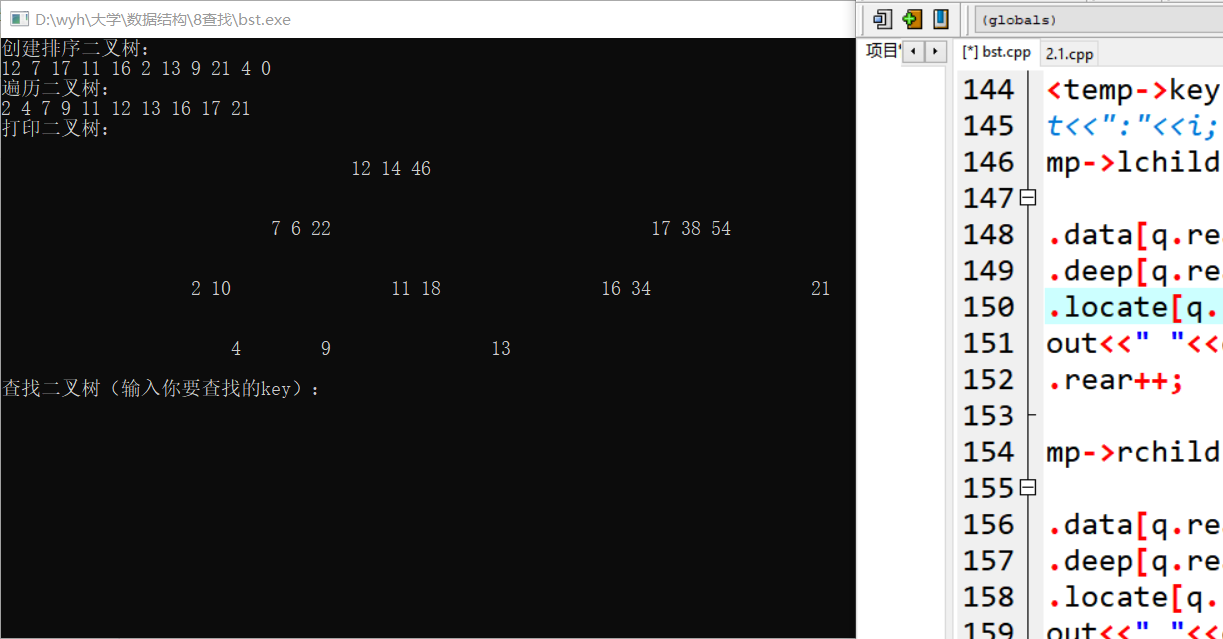 D:\wyh\大学\数据结构\8查找\bst.exe
创建排序二叉树:
12 7 17 11 16 2 13 9 21 4 0
遍历二叉树:
2 4 7 9 11 12 13 16 17 21
打印二叉树:
12 14 46
7 6 22 17 38 54
2 10 11 18 16 34 21
4 9 13
查找二叉树（输入你要查找的key）:
(globals)
项目
[*] bst.cpp 2.1.cpp
144 <temp->key
145 t<<":"<<i;
146 mp->lchild
147
148 .data[q.re
149 .deep[q.rea
150 .locate[q.
151 out<<" "<<
152 .rear++;
153
154 mp->rchild
155
156 .data[q.rea
157 .deep[q.rea
158 .locate[q.
159 out<<" "<<